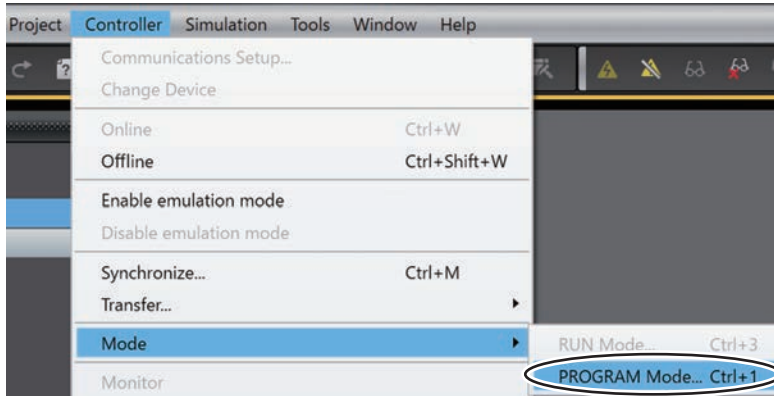 Project Controller Simulation Tools Window Help
?
Communications Setup...
Change Device
Online Ctrl+W
Offline Ctrl+Shift+W
Enable emulation mode
Disable emulation mode
Synchronize... Ctrl+M
Transfer...
Mode
RUN Mode... Ctrl+3
Monitor
PROGRAM Mode... Ctrl+1